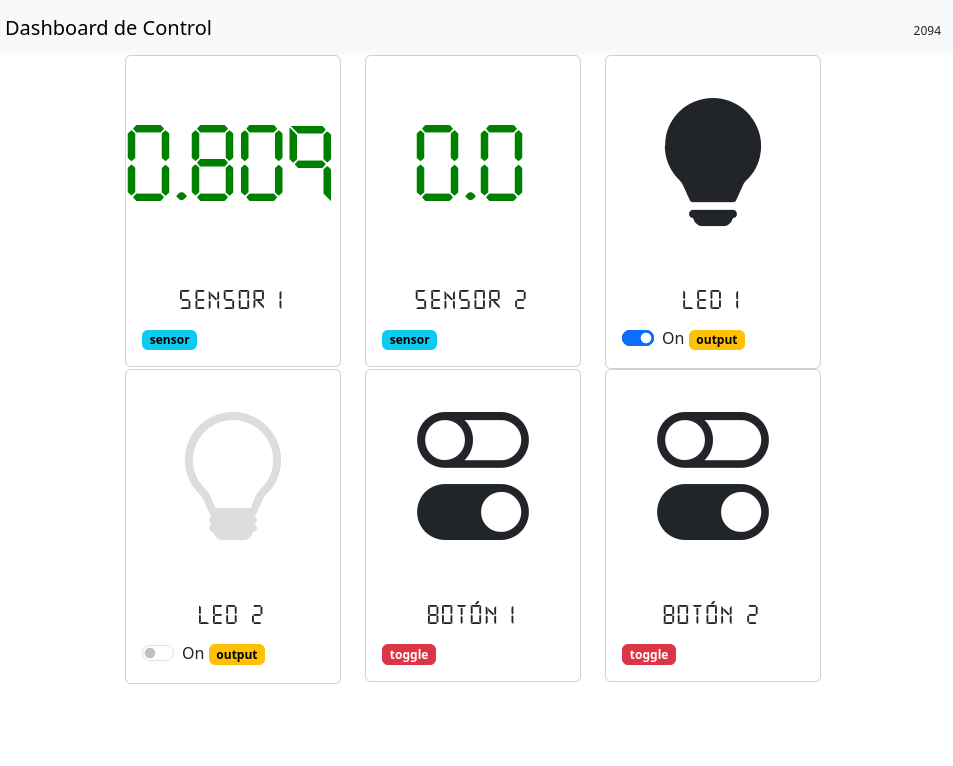 Dashboard de Control
2094
0.809
0.0
SENSOR 1
SENSOR 2
LED 1
sensor
sensor
On output
LED 2
BOTÓN 1
BOTÓN 2
On output
toggle
toggle